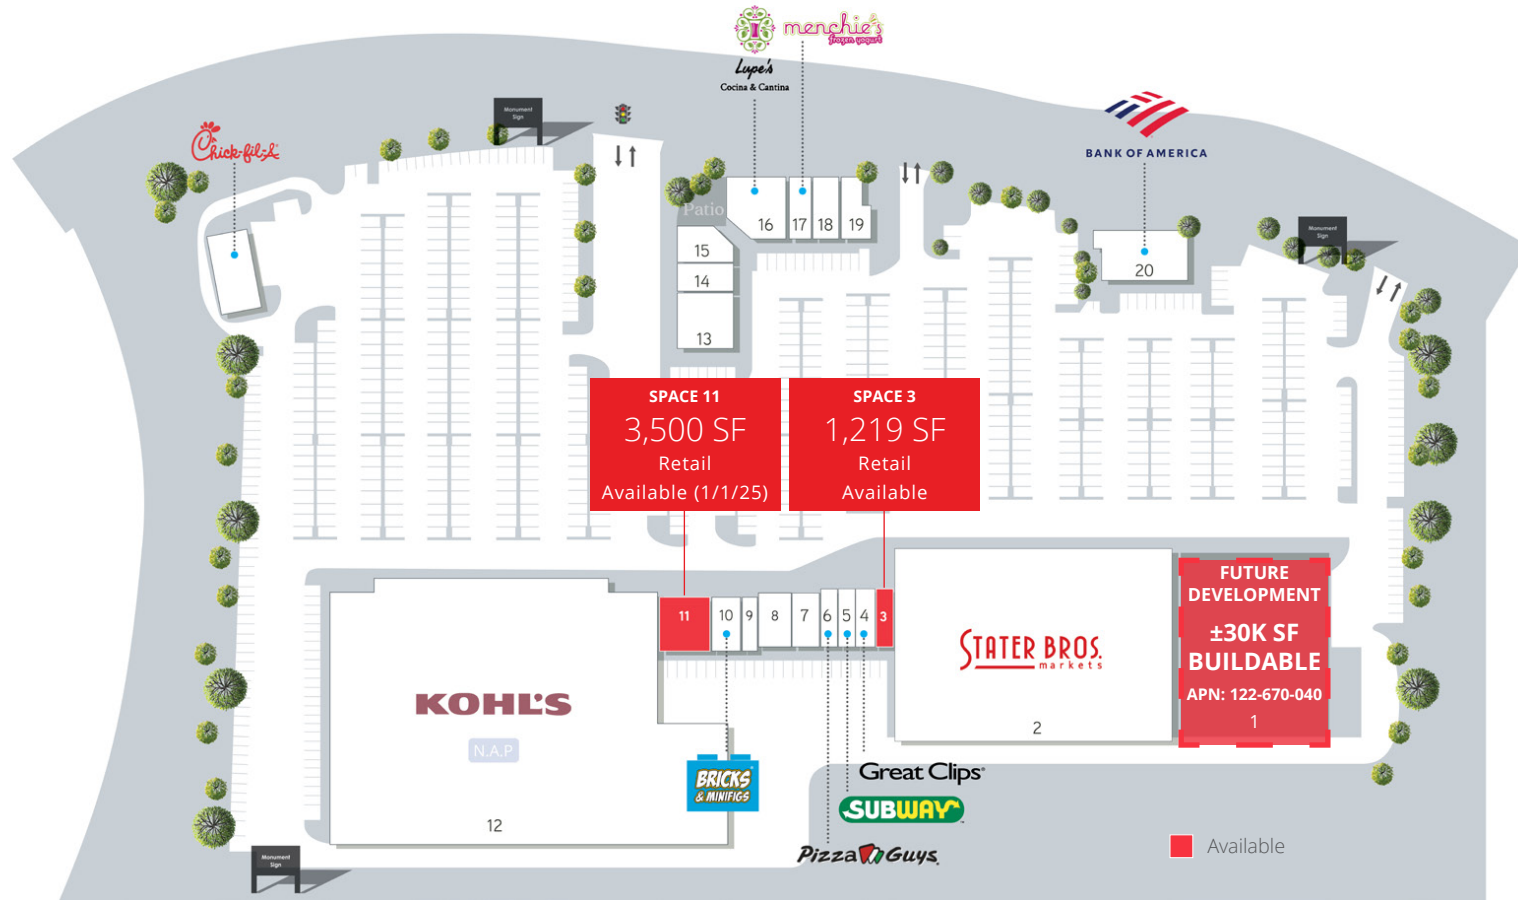 menchie's
frozen yogurt
Lupe's
Cocina & Cantina
Monument
Sign
Chick-fil-A
BANK OF AMERICA
Patio
16
17
18
19
15
14
13
20
Monument
Sign
SPACE 11
3,500 SF
Retail
Available (1/1/25)
SPACE 3
1,219 SF
Retail
Available
FUTURE
DEVELOPMENT
±30K SF
BUILDABLE
APN: 122-670-040
1
11
10
9
8
7
6
5
4
3
STATER BROS.
markets
2
KOHL'S
N.A.P
12
BRICKS
& MINIFIGS
Great Clips
SUBWAY
Pizza Guys
Available
Monument
Sign